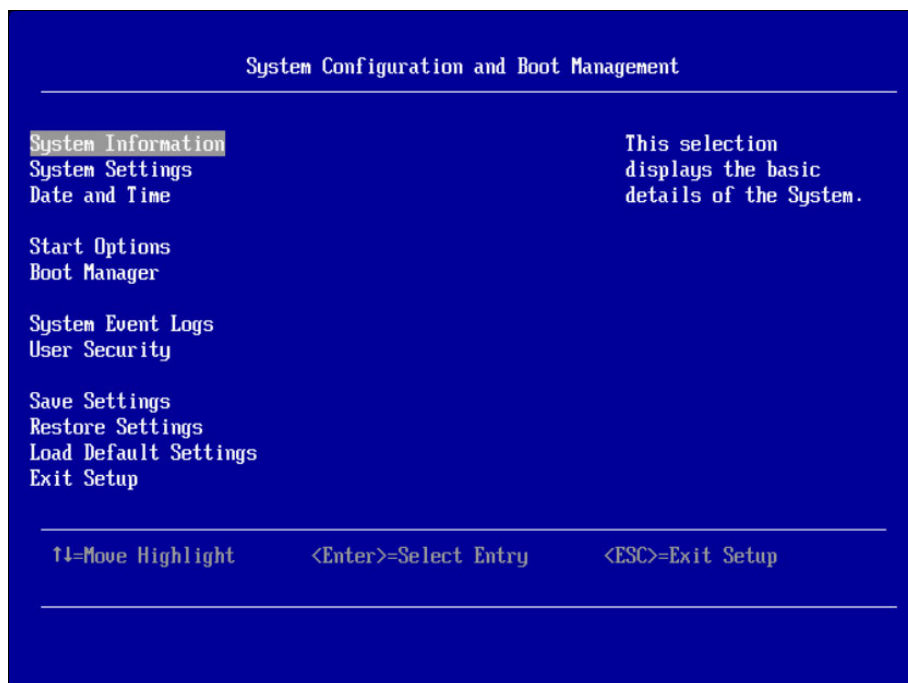 System Configuration and Boot Management
System Information
System Settings
Date and Time
This selection
displays the basic
details of the System.
Start Options
Boot Manager
System Event Logs
User Security
Save Settings
Restore Settings
Load Default Settings
Exit Setup
↑↓=Move Highlight <Enter>=Select Entry <ESC>=Exit Setup